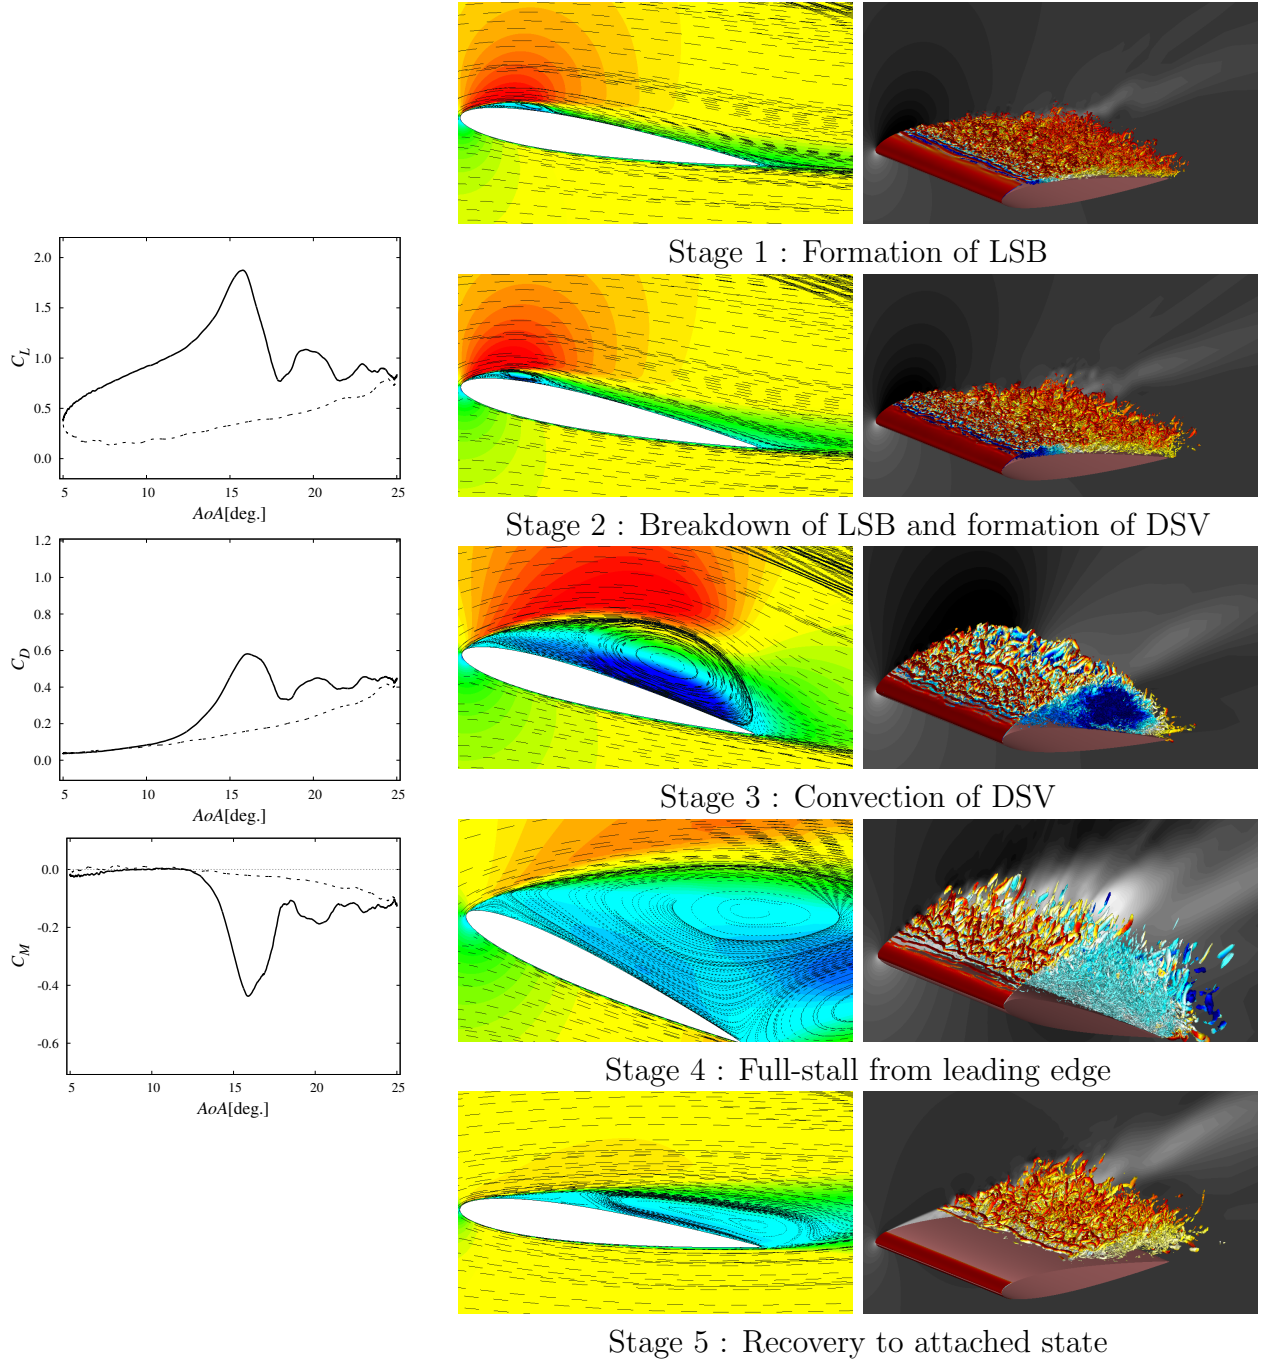 Stage 1 : Formation of LSB
2.0
1.5
1.0
0.5
0.0
C_L
5 10 15 20 25
AoA[deg.]
Stage 2 : Breakdown of LSB and formation of DSV
1.2
1.0
0.8
0.6
0.4
0.2
0.0
C_D
5 10 15 20 25
AoA[deg.]
Stage 3 : Convection of DSV
0.0
-0.2
-0.4
-0.6
C_M
5 10 15 20 25
AoA[deg.]
Stage 4 : Full-stall from leading edge
Stage 5 : Recovery to attached state